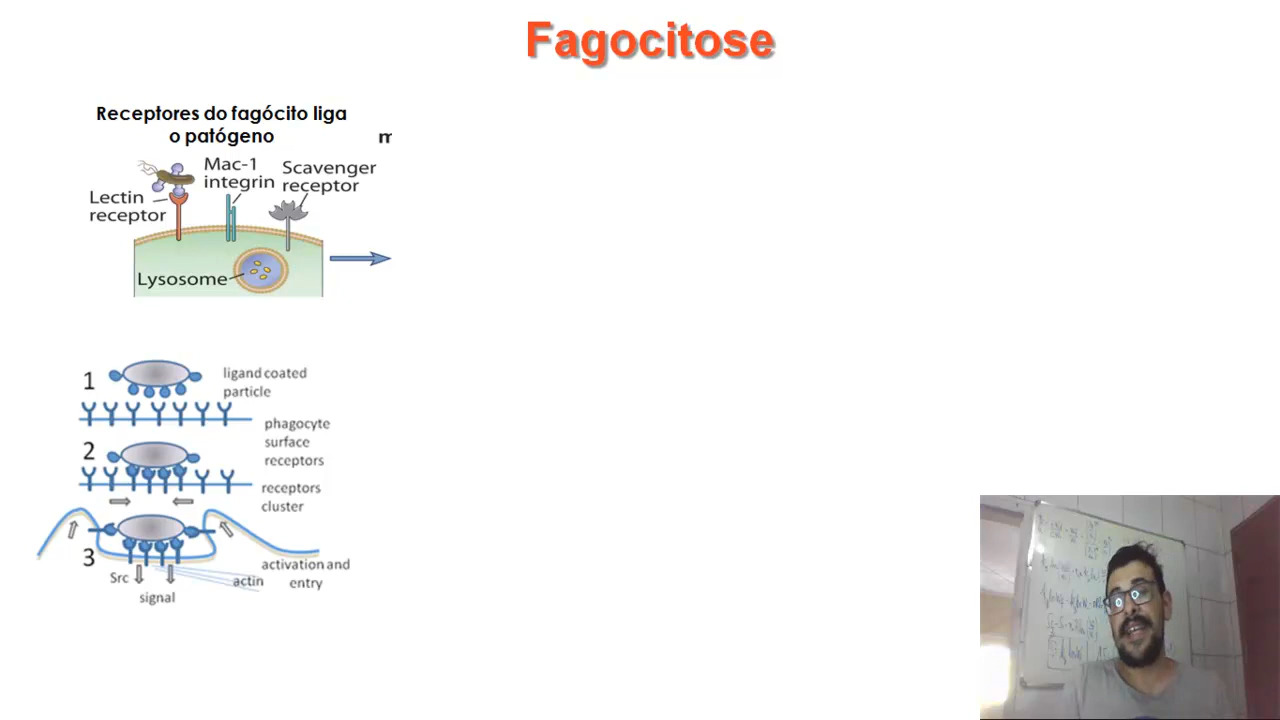 Fagocitose
Receptores do fagócito liga
o patógeno
m
Mac-1
integrin
Scavenger
receptor
Lectin
receptor
Lysosome
1
ligand coated
particle
phagocyte
surface
receptors
2
receptors
cluster
3
activation and
entry
Src
actin
signal